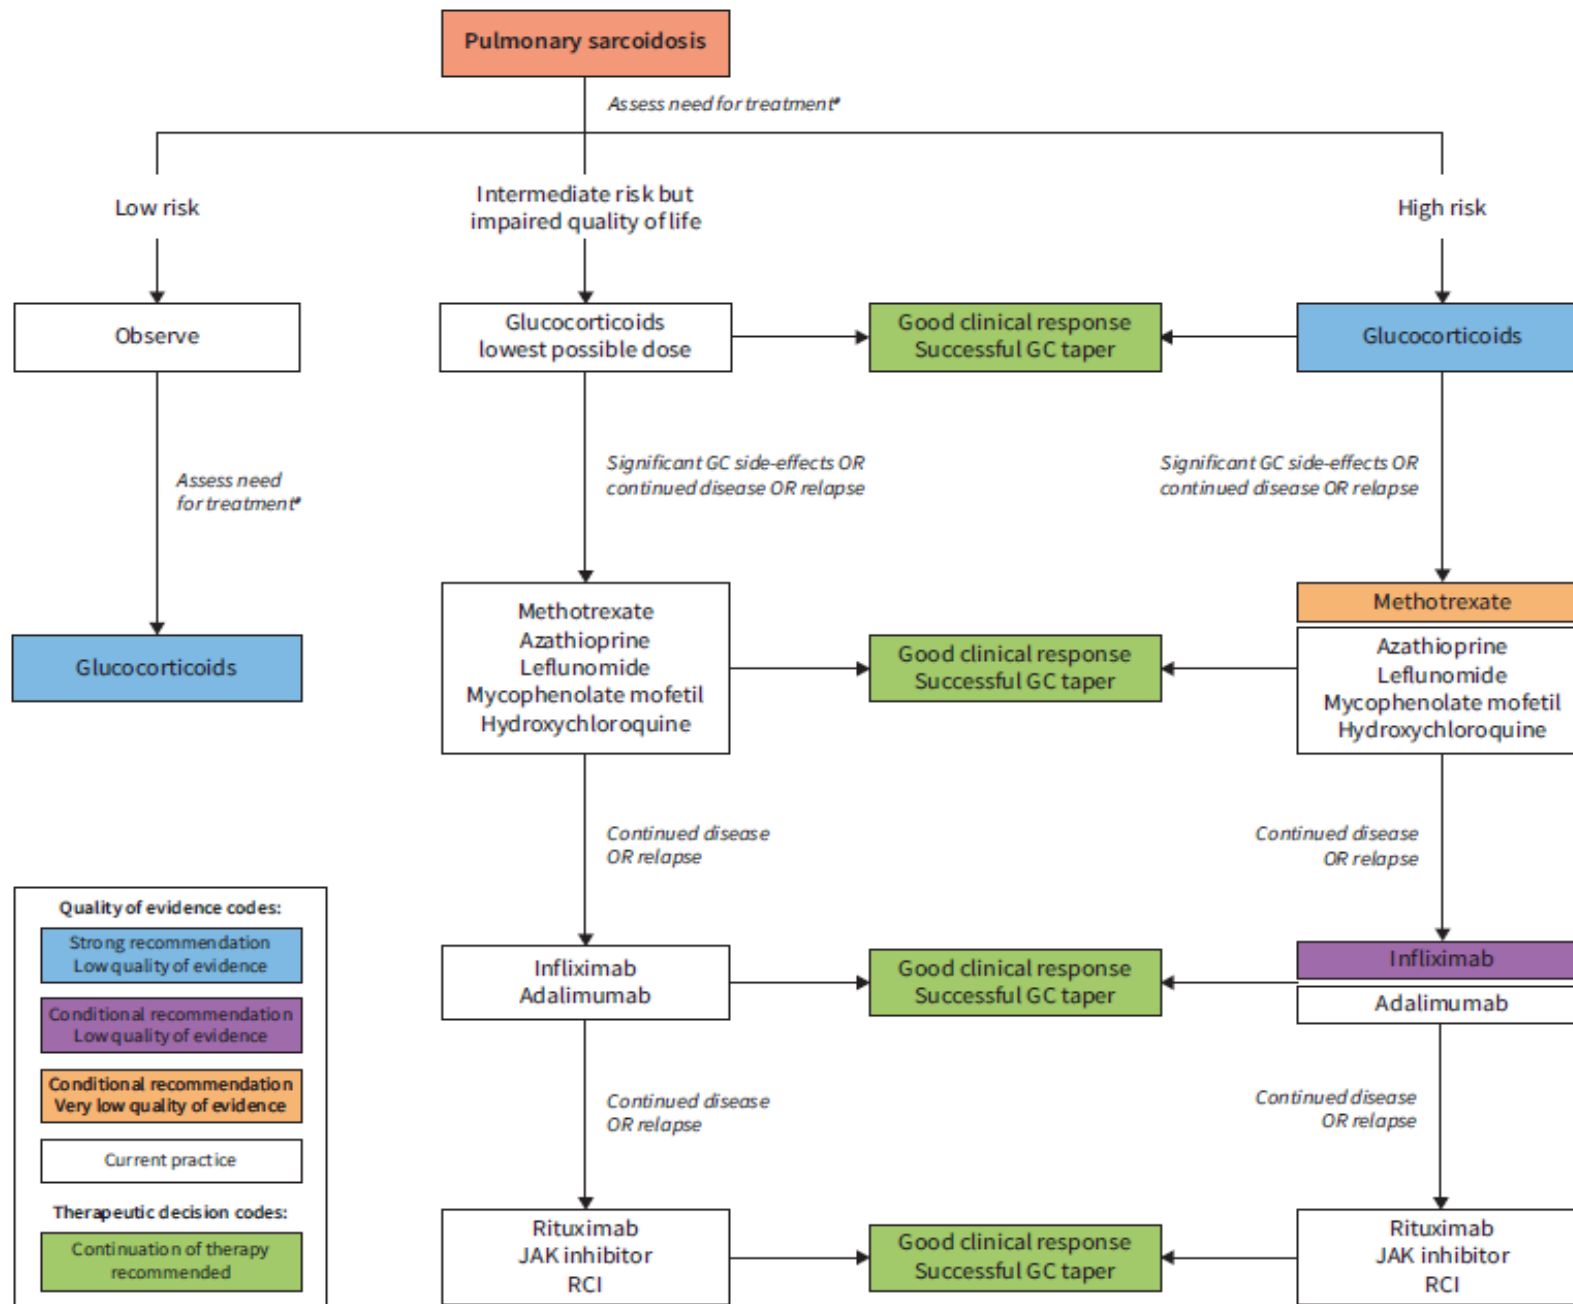 Pulmonary sarcoidosis
Assess need for treatment#
Low risk
Intermediate risk but
impaired quality of life
High risk
Observe
Glucocorticoids
lowest possible dose
Good clinical response
Successful GC taper
Glucocorticoids
Assess need
for treatment#
Significant GC side-effects OR
continued disease OR relapse
Significant GC side-effects OR
continued disease OR relapse
Glucocorticoids
Methotrexate
Azathioprine
Leflunomide
Mycophenolate mofetil
Hydroxychloroquine
Good clinical response
Successful GC taper
Methotrexate
Azathioprine
Leflunomide
Mycophenolate mofetil
Hydroxychloroquine
Continued disease
OR relapse
Continued disease
OR relapse
Infliximab
Adalimumab
Good clinical response
Successful GC taper
Infliximab
Adalimumab
Continued disease
OR relapse
Continued disease
OR relapse
Rituximab
JAK inhibitor
RCI
Good clinical response
Successful GC taper
Rituximab
JAK inhibitor
RCI
Quality of evidence codes:
Strong recommendation
Low quality of evidence
Conditional recommendation
Low quality of evidence
Conditional recommendation
Very low quality of evidence
Current practice
Therapeutic decision codes:
Continuation of therapy
recommended